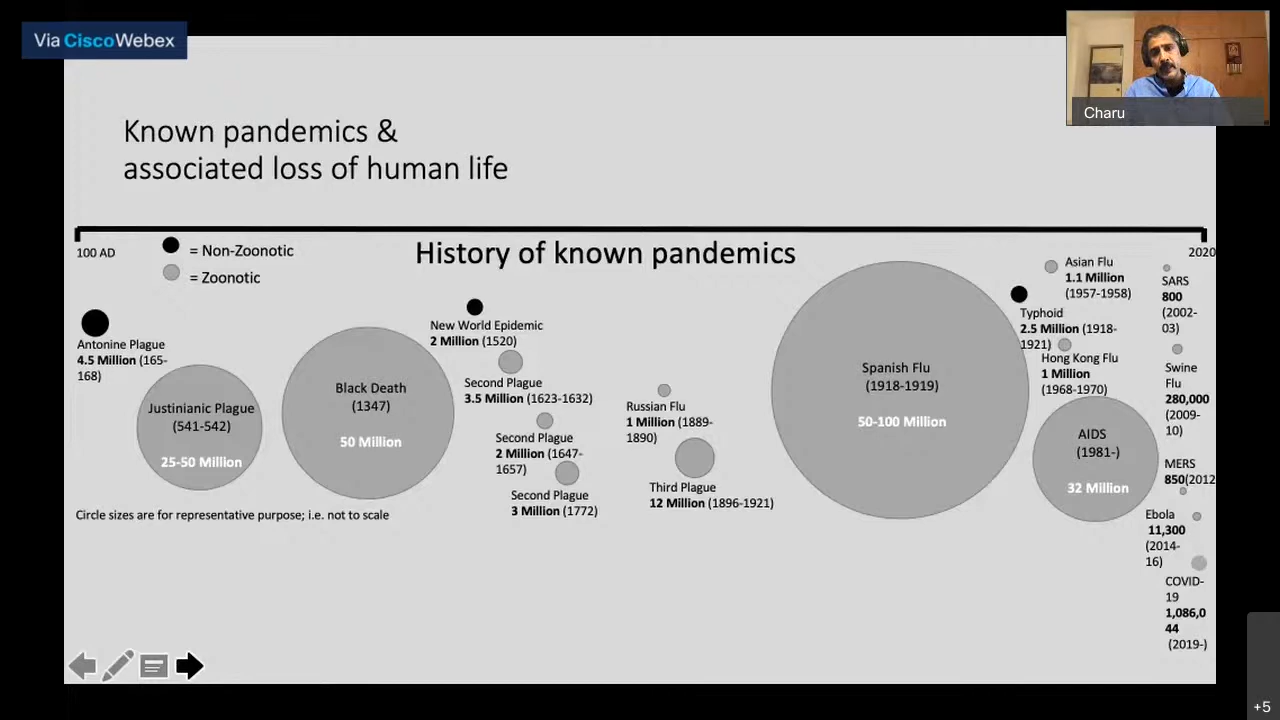 Via CiscoWebex
Charu
Known pandemics &
associated loss of human life
100 AD
2020
= Non-Zoonotic
= Zoonotic
History of known pandemics
Antonine Plague
4.5 Million (165-
168)
Justinianic Plague
(541-542)
25-50 Million
Black Death
(1347)
50 Million
New World Epidemic
2 Million (1520)
Second Plague
3.5 Million (1623-1632)
Second Plague
2 Million (1647-
1657)
Second Plague
3 Million (1772)
Russian Flu
1 Million (1889-
1890)
Third Plague
12 Million (1896-1921)
Spanish Flu
(1918-1919)
50-100 Million
Asian Flu
1.1 Million
(1957-1958)
Typhoid
2.5 Million (1918-
1921)
Hong Kong Flu
1 Million
(1968-1970)
AIDS
(1981-)
32 Million
SARS
800
(2002-
03)
Swine
Flu
280,000
(2009-
10)
MERS
850(2012
Ebola
11,300
(2014-
16)
COVID-
19
1,086,0
44
(2019-)
Circle sizes are for representative purpose; i.e. not to scale
+5